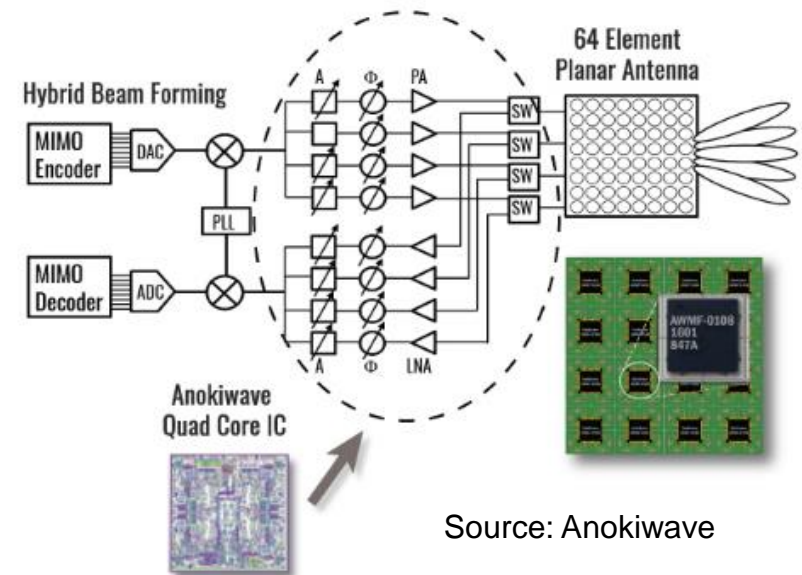 64 Element
Planar Antenna
Hybrid Beam Forming
MIMO
Encoder
DAC
A
Φ
PA
SW
SW
SW
SW
PLL
MIMO
Decoder
ADC
A
Φ
LNA
AWMF-0108
1601
847A
Anokiwave
Quad Core IC
Source: Anokiwave